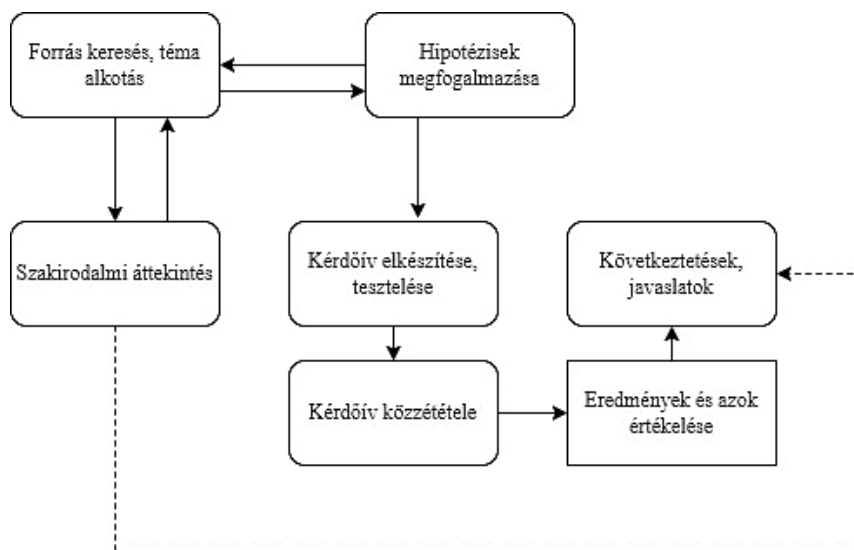 Forrás keresés, téma
alkotás
Hipotézisek
megfogalmazása
Szakirodalmi áttekintés
Kérdőív elkészítése,
tesztelése
Következtetések,
javaslatok
Kérdőív közzététele
Eredmények és azok
értékelése